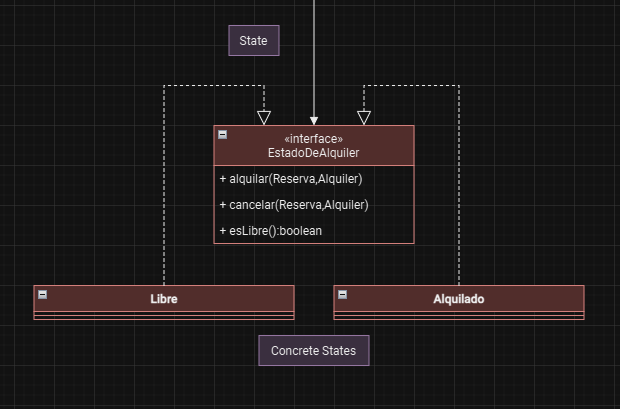 State
«interface»
EstadoDeAlquiler
+ alquilar(Reserva,Alquiler)
+ cancelar(Reserva,Alquiler)
+ esLibre():boolean
Libre
Alquilado
Concrete States